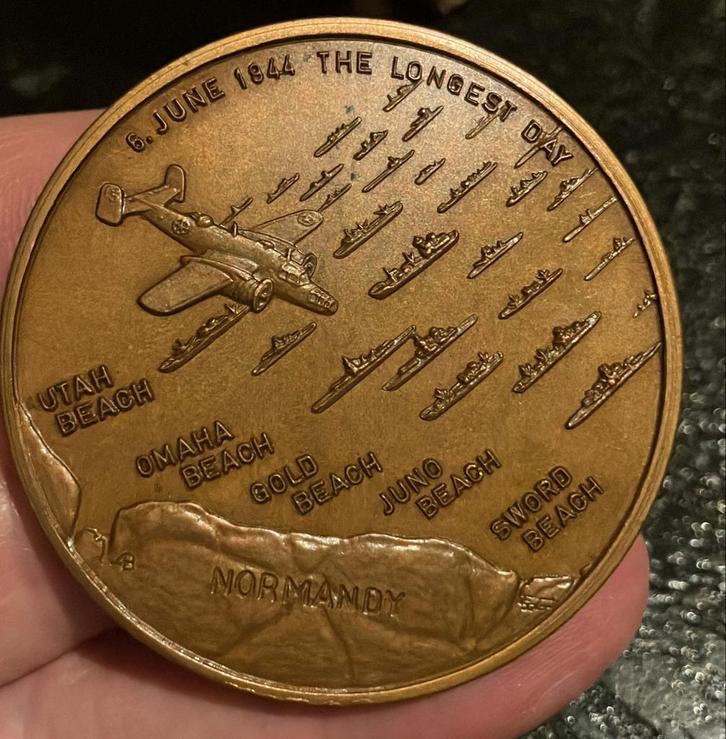 6. JUNE 1944 THE LONGEST DAY
UTAH
BEACH
OMAHA
BEACH
GOLD
BEACH
JUNO
BEACH
SWORD
BEACH
NORMANDY